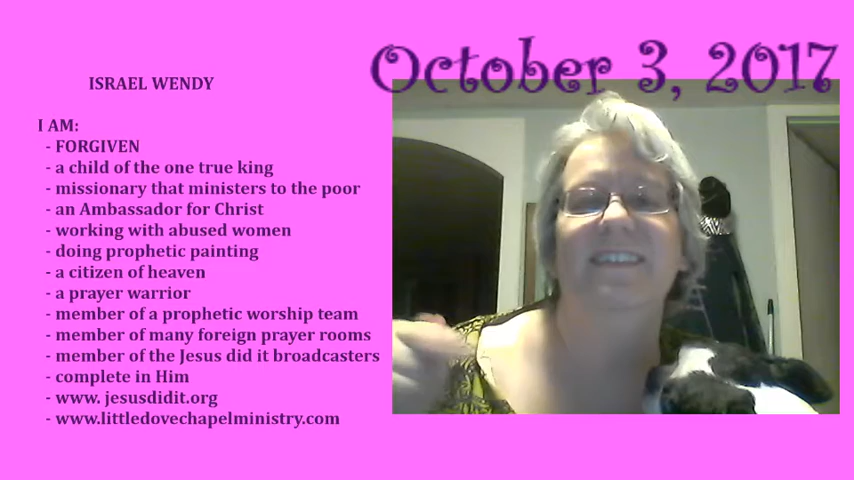 October 3, 2017
ISRAEL WENDY
I AM:
- FORGIVEN
- a child of the one true king
- missionary that ministers to the poor
- an Ambassador for Christ
- working with abused women
- doing prophetic painting
- a citizen of heaven
- a prayer warrior
- member of a prophetic worship team
- member of many foreign prayer rooms
- member of the Jesus did it broadcasters
- complete in Him
- www. jesusdidit.org
- www.littledovechapelministry.com